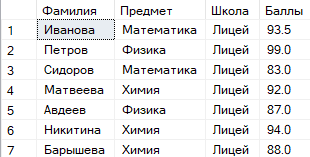 Фамилия Предмет Школа Баллы
1 Иванова Математика Лицей 93.5
2 Петров Физика Лицей 99.0
3 Сидоров Математика Лицей 83.0
4 Матвеева Химия Лицей 92.0
5 Авдеев Физика Лицей 87.0
6 Никитина Химия Лицей 94.0
7 Барышева Химия Лицей 88.0